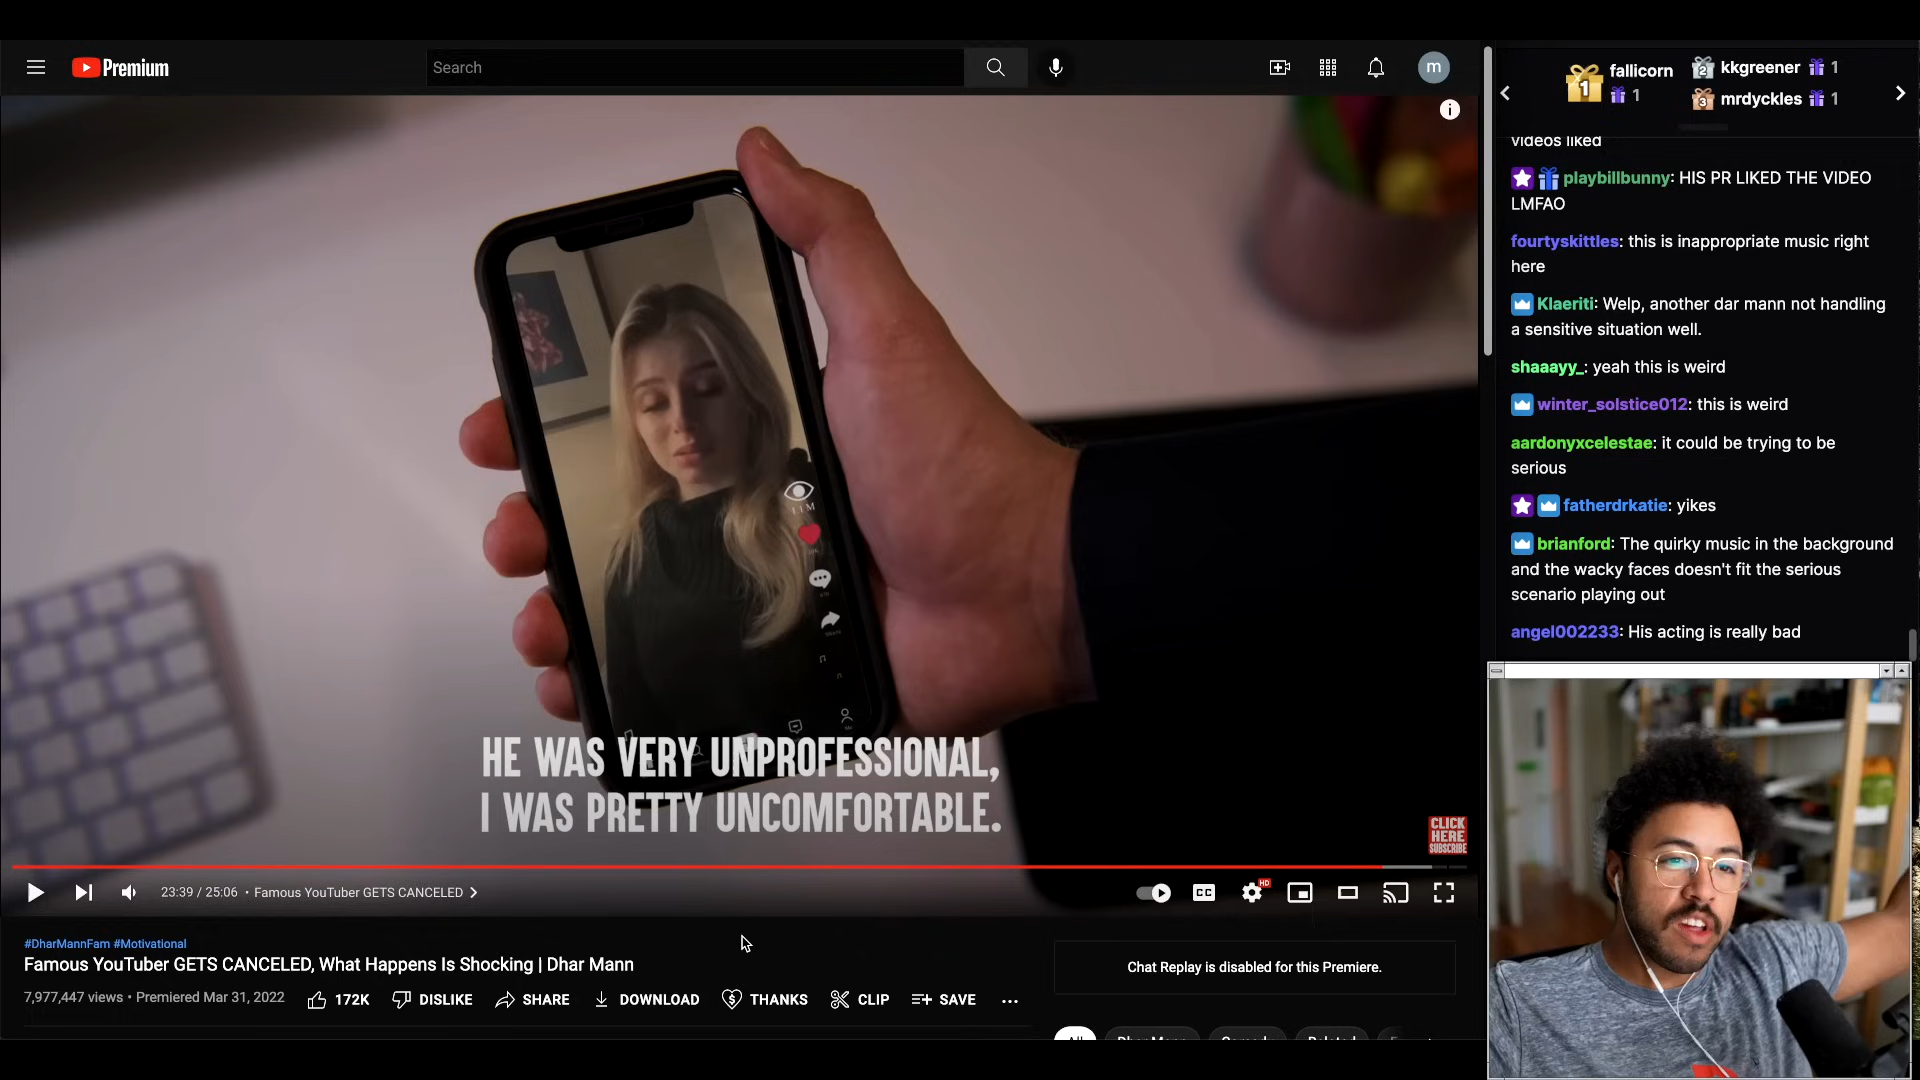 Premium
Search
m
1
fallicorn
1
2
kkgreener 1
3
mrdyckles 1
videos liked
playbillbunny: HIS PR LIKED THE VIDEO
LMFAO
fourtyskittles: this is inappropriate music right
here
Klaeriti: Welp, another dar mann not handling
a sensitive situation well.
shaaayy_: yeah this is weird
winter_solstice012: this is weird
aardonyxcelestae: it could be trying to be
serious
fatherdrkatie: yikes
brianford: The quirky music in the background
and the wacky faces doesn't fit the serious
scenario playing out
angel002233: His acting is really bad
HE WAS VERY UNPROFESSIONAL,
I WAS PRETTY UNCOMFORTABLE.
CLICK
HERE
SUBSCRIBE
23:39 / 25:06 • Famous YouTuber GETS CANCELED
CC
HD
#DharMannFam #Motivational
Famous YouTuber GETS CANCELED, What Happens Is Shocking | Dhar Mann
7,977,447 views • Premiered Mar 31, 2022
172K
DISLIKE
SHARE
DOWNLOAD
THANKS
CLIP
SAVE
Chat Replay is disabled for this Premiere.